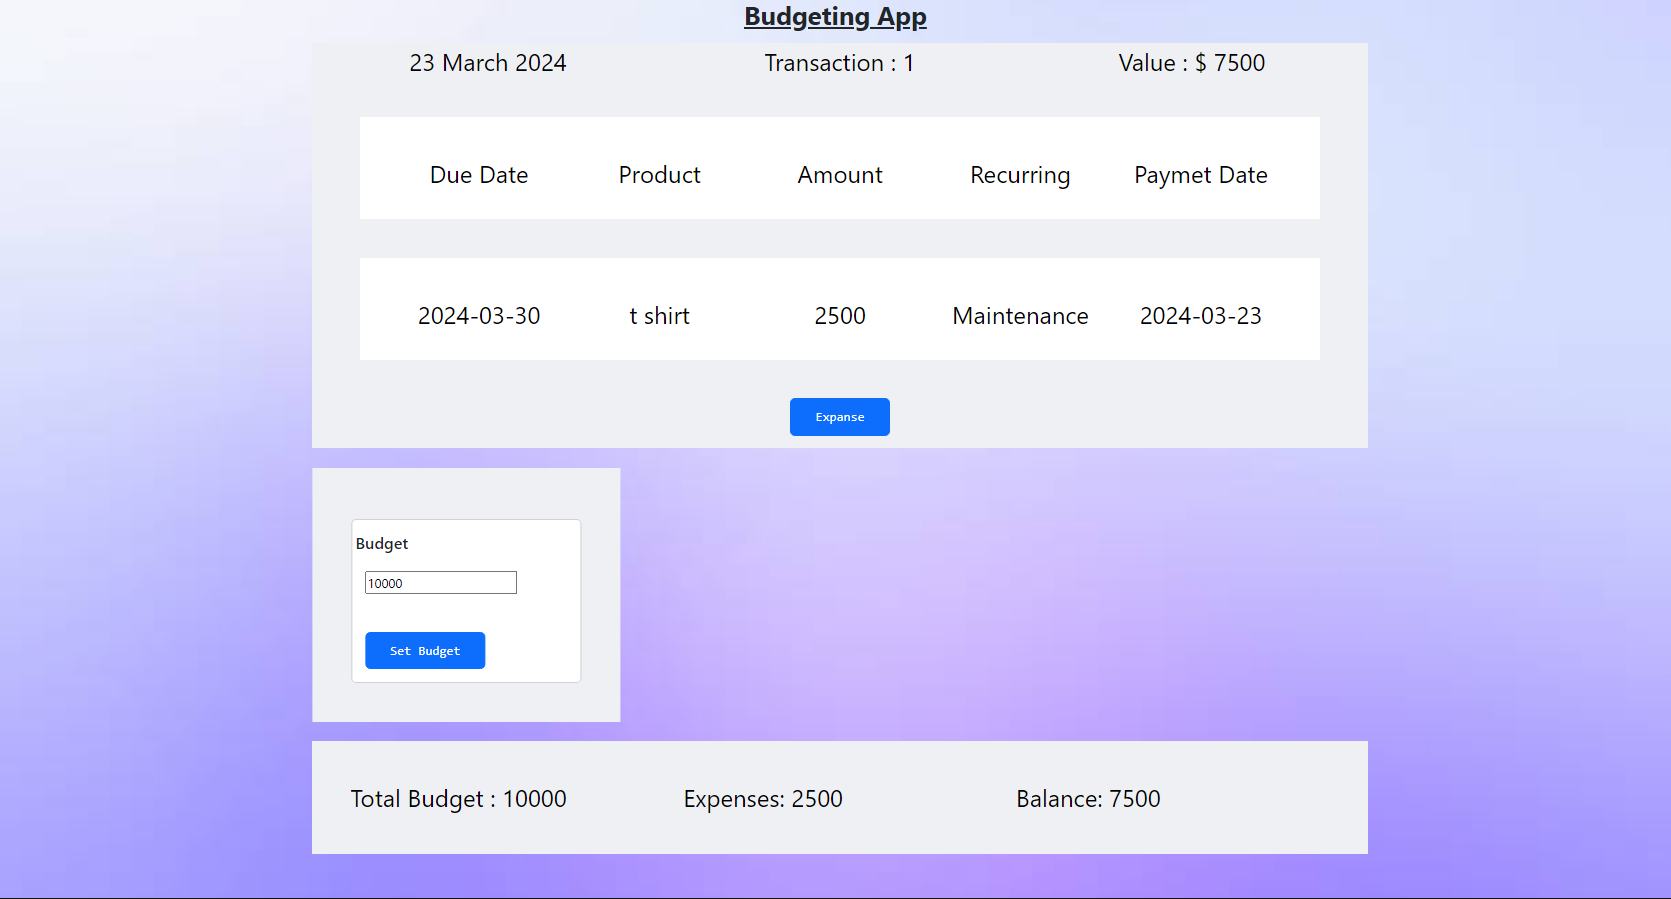 Budgeting App
23 March 2024 Transaction : 1 Value : $ 7500
Due Date Product Amount Recurring Paymet Date
2024-03-30 t shirt 2500 Maintenance 2024-03-23
Expanse
Budget
10000
Set Budget
Total Budget : 10000 Expenses: 2500 Balance: 7500